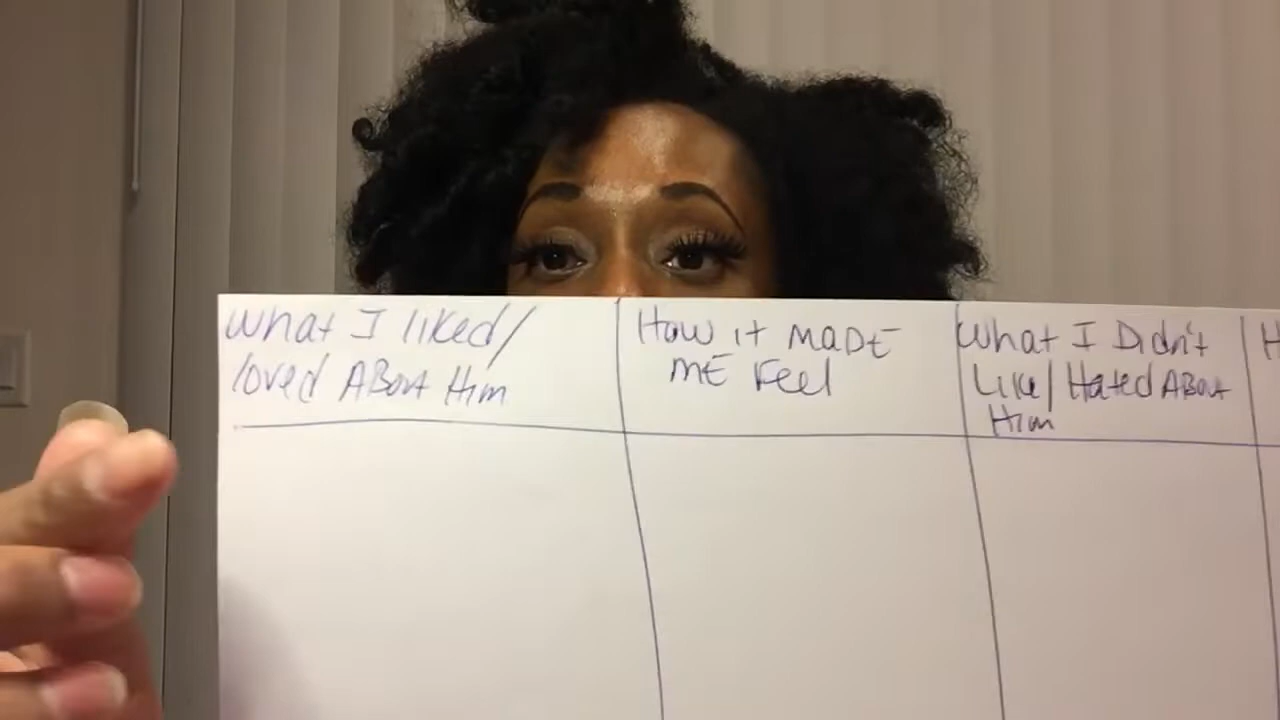 What I liked/
loved ABout Him
How it MADE
ME Feel
What I Didn't
Like/Hated ABout
Him
H